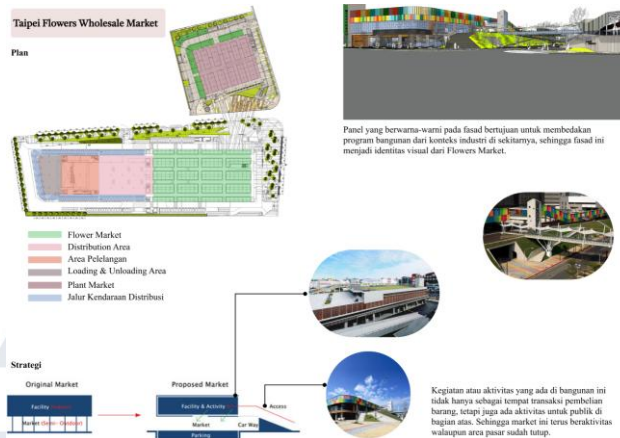 Taipei Flowers Wholesale Market
Plan
Flower Market
Distribution Area
Area Pelelangan
Loading & Unloading Area
Plant Market
Jalur Kendaraan Distribusi
Panel yang berwarna-warni pada fasad bertujuan untuk membedakan
program bangunan dari konteks industri di sekitarnya, sehingga fasad ini
menjadi identitas visual dari Flowers Market.
Strategi
Original Market
Facility
Market (Semi - Outdoor)
Proposed Market
Facility & Activity
Access
Market
Car Way
Parking
Kegiatan atau aktivitas yang ada di bangunan ini
tidak hanya sebagai tempat transaksi pembelian
barang, tetapi juga ada aktivitas untuk publik di
bagian atas. Sehingga market ini terus beraktivitas
walaupun area pasar sudah tutup.